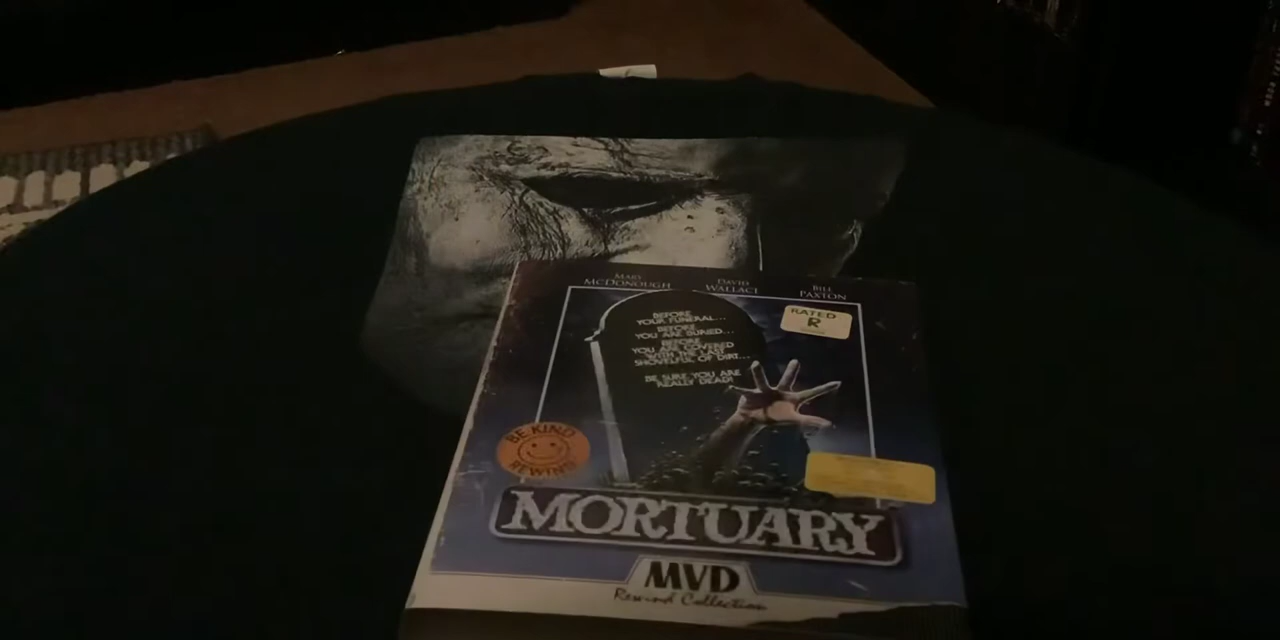 MARY
McDONOUGH
DAVID
WALLACE
BILL
PAXTON
BEFORE
YOUR FUNERAL...
BEFORE
YOU ARE BURIED...
BEFORE
YOU ARE COVERED
WITH THE LAST
SHOVELFUL OF DIRT...
BE SURE YOU ARE
REALLY DEAD!
RATED
R
BE KIND
REWIND
MORTUARY
MVD
Rewind Collection